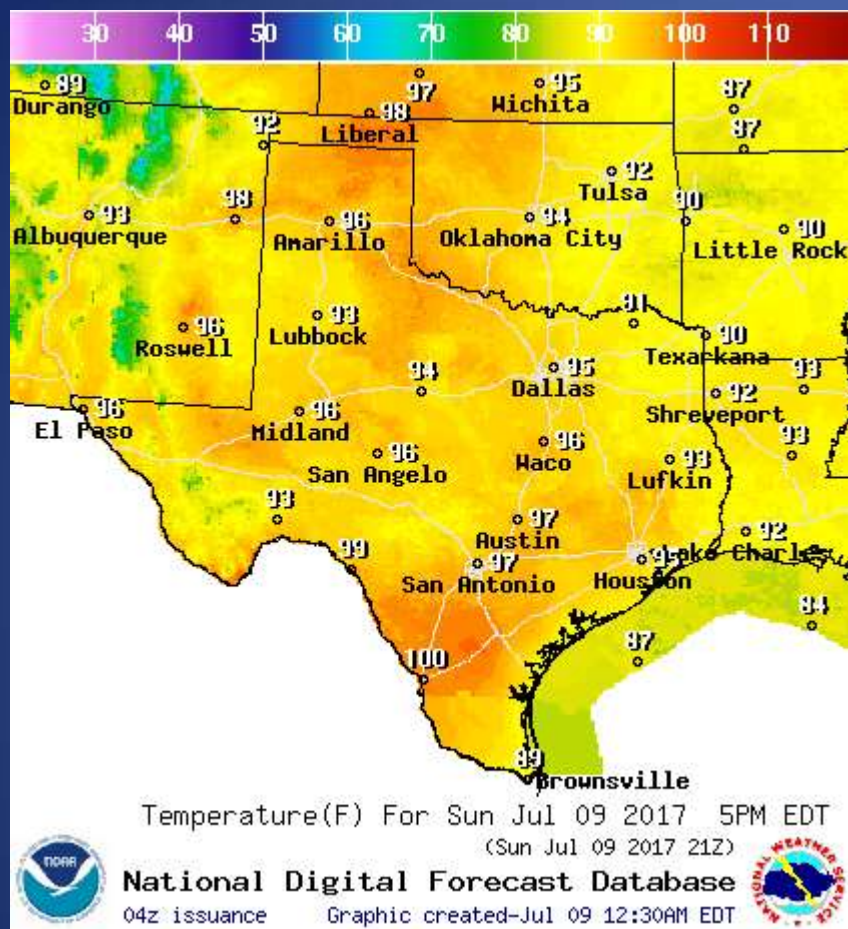 30 40 50 60 70 80 90 100 110
89
Durango
97
95
Wichita
98
Liberal
87
92
87
92
Tulsa
93
Albuquerque
98
96
Amarillo
94
Oklahoma City
90
90
Little Rock
96
Roswell
93
Lubbock
91
90
Texarkana
94
95
Dallas
92
Shreveport
93
96
El Paso
96
Midland
96
San Angelo
96
Waco
93
Lufkin
93
93
97
Austin
92
Lake Charles
99
97
San Antonio
Houston
84
87
100
89
Brownsville
Temperature(F) For Sun Jul 09 2017 5PM EDT
(Sun Jul 09 2017 21Z)
NOAA
National Digital Forecast Database
04z issuance Graphic created-Jul 09 12:30AM EDT
NATIONAL WEATHER SERVICE